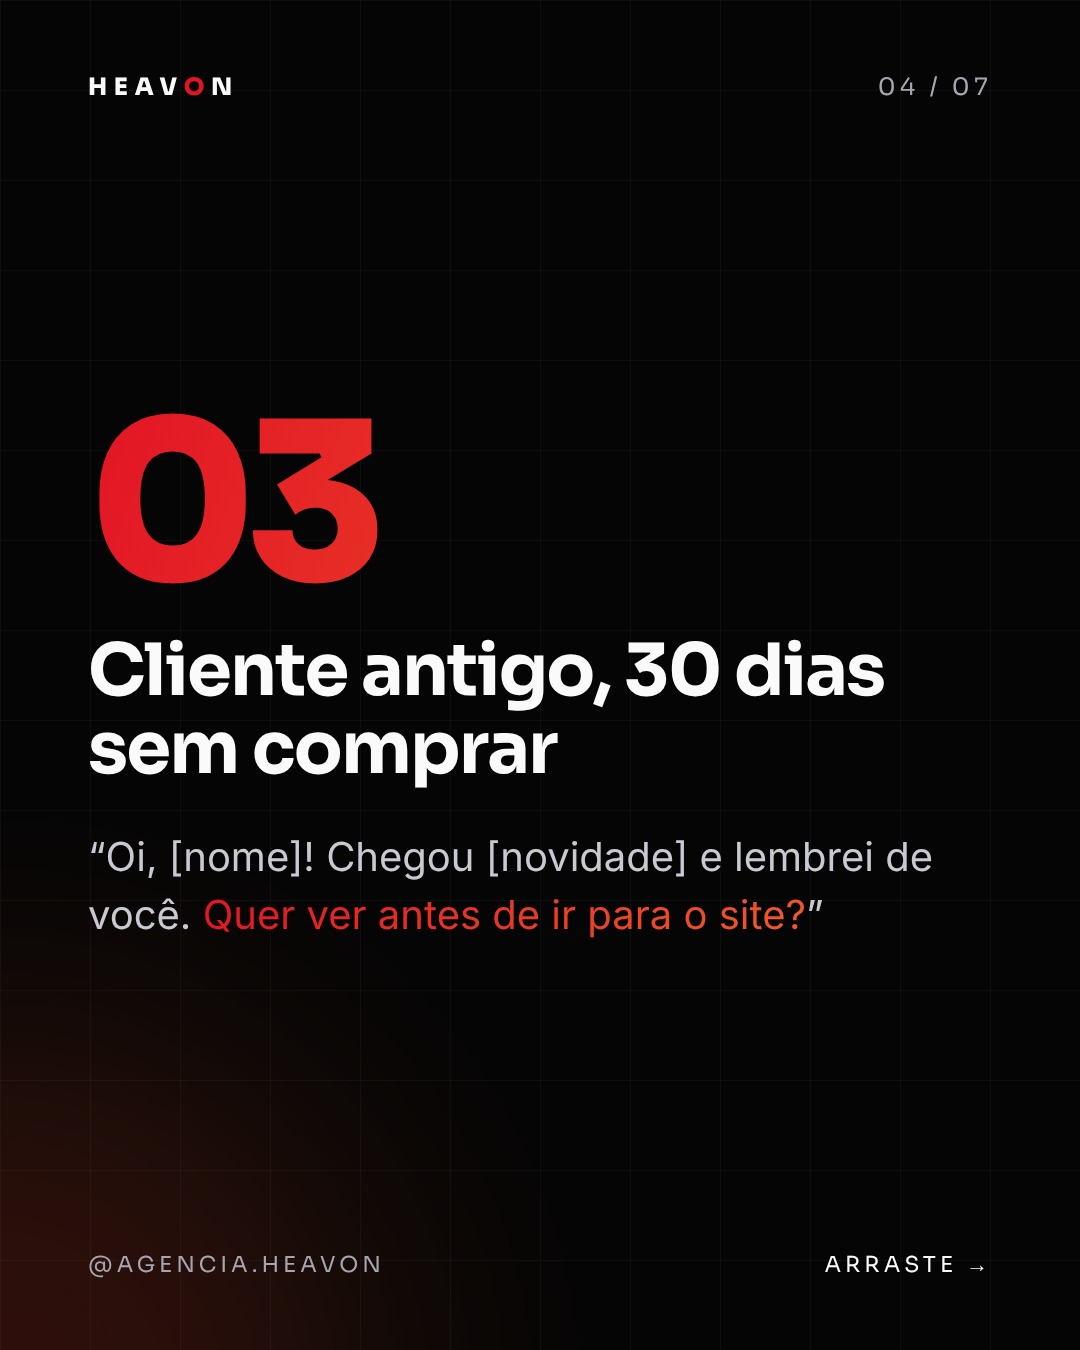 HEAVON
04 / 07
03
Cliente antigo, 30 dias
sem comprar
“Oi, [nome]! Chegou [novidade] e lembrei de
você. Quer ver antes de ir para o site?”
@AGENCIA.HEAVON
ARRASTE →